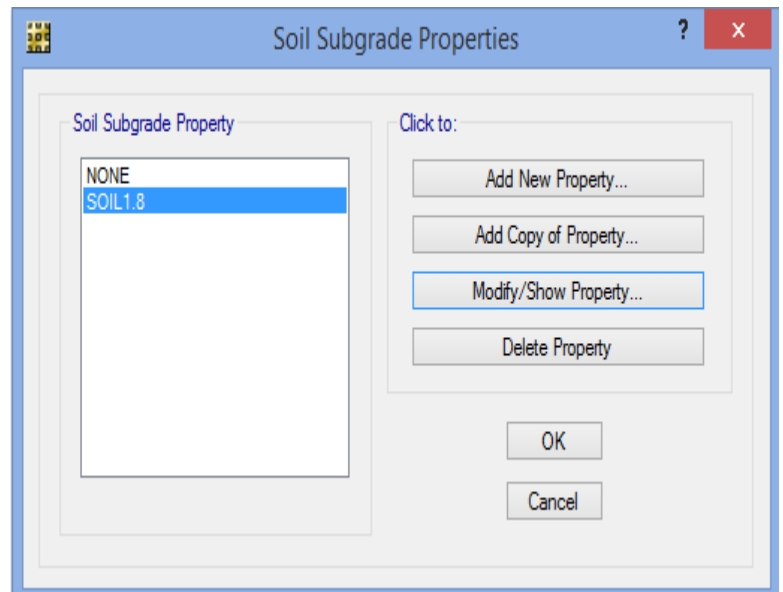 Soil Subgrade Properties
?
x
Soil Subgrade Property
NONE
SOIL1.8
Click to:
Add New Property...
Add Copy of Property...
Modify/Show Property...
Delete Property
OK
Cancel